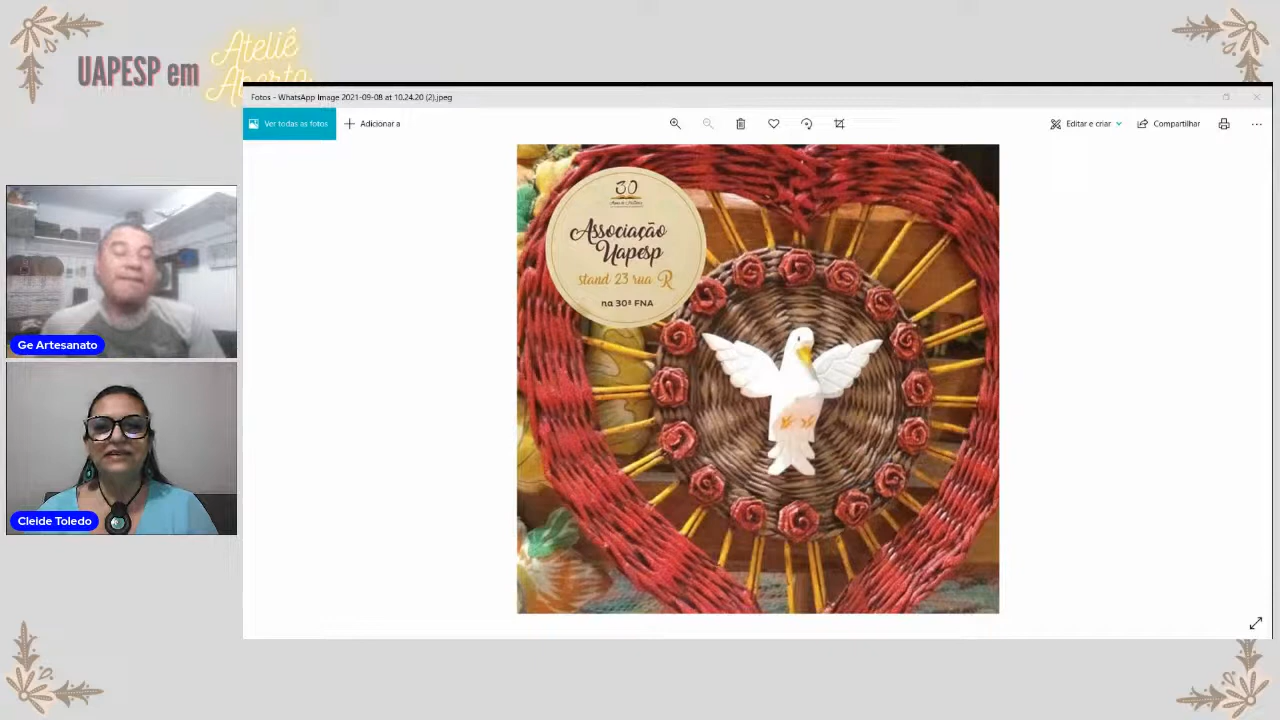 UAPESP em
Ateliê
Aberto
Fotos - WhatsApp Image 2021-09-08 at 10.24.20 (2).jpeg
Ver todas as fotos
Adicionar a
Editar e criar
Compartilhar
30
Associação
Uapesp
stand 23 rua R
na 30ª FNA
Ge Artesanato
Cleide Toledo